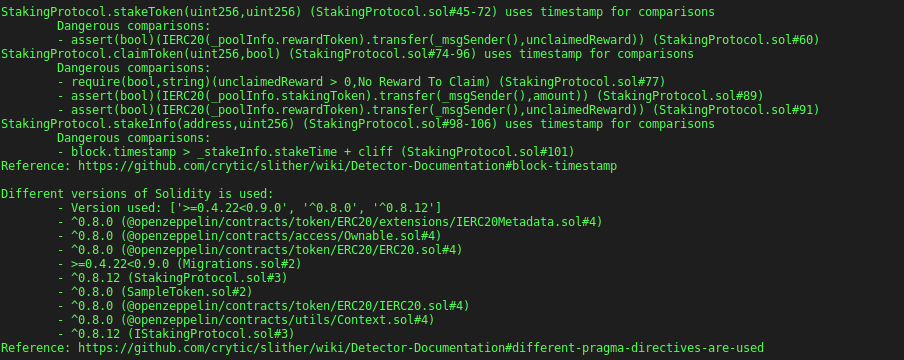 StakingProtocol.stakeToken(uint256,uint256) (StakingProtocol.sol#45-72) uses timestamp for comparisons
Dangerous comparisons:
- assert(bool)(IERC20(_poolInfo.rewardToken).transfer(_msgSender(),unclaimedReward)) (StakingProtocol.sol#60)
StakingProtocol.claimToken(uint256,bool) (StakingProtocol.sol#74-96) uses timestamp for comparisons
Dangerous comparisons:
- require(bool,string)(unclaimedReward > 0,No Reward To Claim) (StakingProtocol.sol#77)
- assert(bool)(IERC20(_poolInfo.stakingToken).transfer(_msgSender(),amount)) (StakingProtocol.sol#89)
- assert(bool)(IERC20(_poolInfo.rewardToken).transfer(_msgSender(),unclaimedReward)) (StakingProtocol.sol#91)
StakingProtocol.stakeInfo(address,uint256) (StakingProtocol.sol#98-106) uses timestamp for comparisons
Dangerous comparisons:
- block.timestamp > _stakeInfo.stakeTime + cliff (StakingProtocol.sol#101)
Reference: https://github.com/crytic/slither/wiki/Detector-Documentation#block-timestamp
Different versions of Solidity is used:
- Version used: ['>=0.4.22<0.9.0', '^0.8.0', '^0.8.12']
- ^0.8.0 (@openzeppelin/contracts/token/ERC20/extensions/IERC20Metadata.sol#4)
- ^0.8.0 (@openzeppelin/contracts/access/Ownable.sol#4)
- ^0.8.0 (@openzeppelin/contracts/token/ERC20/ERC20.sol#4)
- >=0.4.22<0.9.0 (Migrations.sol#2)
- ^0.8.12 (StakingProtocol.sol#3)
- ^0.8.0 (SampleToken.sol#2)
- ^0.8.0 (@openzeppelin/contracts/token/ERC20/IERC20.sol#4)
- ^0.8.0 (@openzeppelin/contracts/utils/Context.sol#4)
- ^0.8.12 (IStakingProtocol.sol#3)
Reference: https://github.com/crytic/slither/wiki/Detector-Documentation#different-pragma-directives-are-used